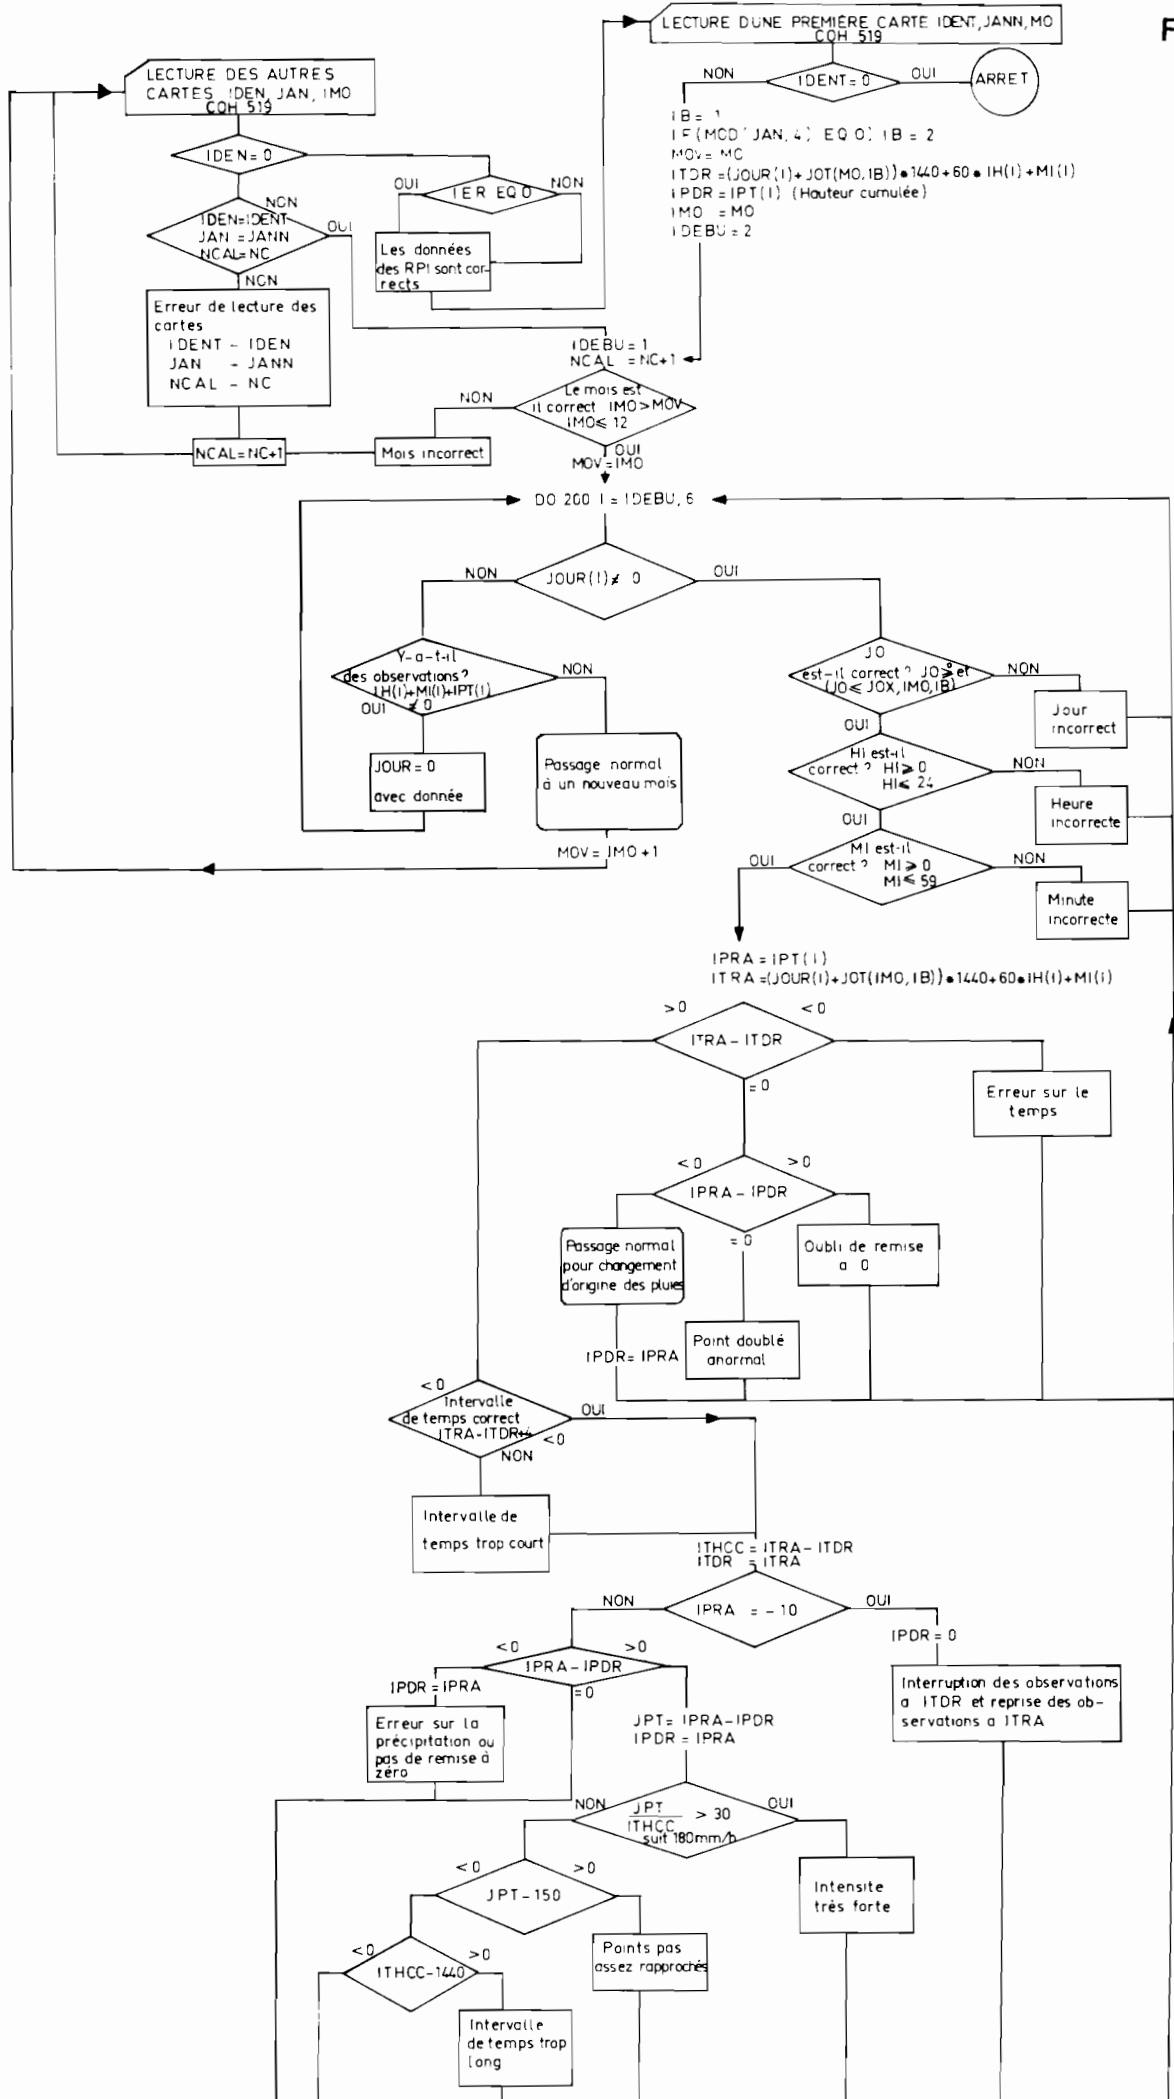 F
LECTURE DUNE PREMIÈRE CARTE IDENT, JANN, MO
COH 519
NON
IDENT = 0
OUI
ARRET
LECTURE DES AUTRES
CARTES IDEN, JAN, IMO
COH 519
IB = 1
IF (MOD (JAN, 4) EQ 0) IB = 2
MOV = MO
ITDR = (JOUR(I)+JOT(MO, IB))*1440+60*IH(I)+MI(I)
IPDR = IPT(I) (Hauteur cumulée)
IMO = MO
IDEBU = 2
IDEN = 0
OUI
IER EQ 0
NON
NON
IDEN=IDENT
JAN = JANN
NCAL=NC
OUI
NON
Les données
des RPI sont cor-
rects
Erreur de lecture des
cartes
IDENT - IDEN
JAN - JANN
NCAL - NC
IDEBU = 1
NCAL = NC+1
NON
Le mois est
il correct IMO>MOV
IMO ≤ 12
OUI
NCAL=NC+1
Mois incorrect
MOV=IMO
DO 200 I = IDEBU, 6
NON
JOUR(I) ≠ 0
OUI
Y-a-t-il
des observations?
IH(I)+MI(I)+IPT(I)
≠ 0
OUI
NON
JO
est-il correct ? JO ≥ 0 et
(JO ≤ JOX, IMO, IB)
NON
OUI
Jour
incorrect
JOUR = 0
avec donnée
Passage normal
à un nouveau mois
HI est-il
correct ? HI ≥ 0
HI ≤ 24
NON
OUI
Heure
incorrecte
MOV = IMO + 1
OUI
MI est-il
correct ? MI ≥ 0
MI ≤ 59
NON
Minute
incorrecte
IPRA = IPT(I)
ITRA = (JOUR(I)+JOT(IMO, IB))*1440+60*IH(I)+MI(I)
>0
<0
ITRA - ITDR
= 0
Erreur sur le
temps
<0
>0
IPRA - IPDR
= 0
Passage normal
pour changement
d'origine des pluies
Oubli de remise
a 0
IPDR = IPRA
Point doublé
anormal
<0
Intervalle
de temps correct
ITRA-ITDR+4
<0
OUI
NON
Intervalle de
temps trop court
ITHCC = ITRA - ITDR
ITDR = ITRA
NON
IPRA = - 10
OUI
IPDR = 0
<0
>0
IPRA - IPDR
=0
IPDR = IPRA
Interruption des observations
a ITDR et reprise des ob-
servations a ITRA
Erreur sur la
précipitation ou
pas de remise à
zéro
JPT = IPRA-IPDR
IPDR = IPRA
NON
JPT
ITHCC > 30
suit 180mm/h
OUI
<0
>0
JPT - 150
Intensite
très forte
<0
>0
ITHCC-1440
Points pas
assez rapprochés
Intervalle
de temps trop
long